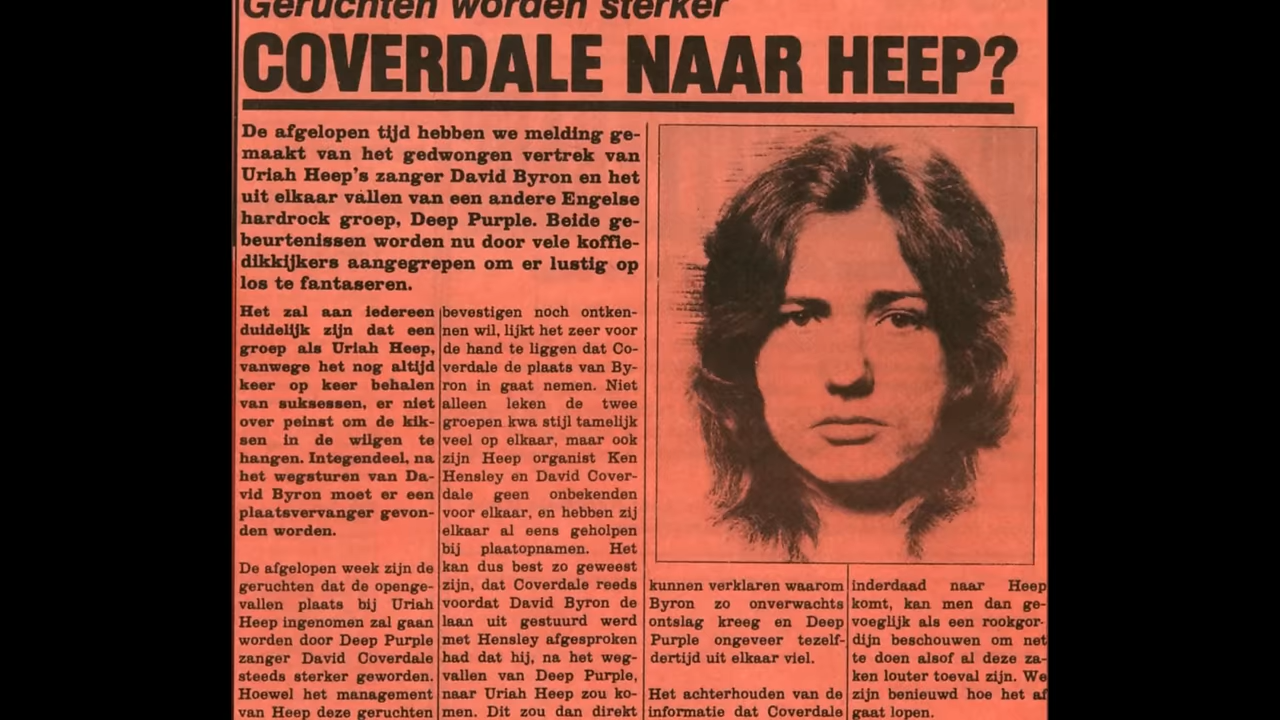 Geruchten worden sterker
COVERDALE NAAR HEEP?
De afgelopen tijd hebben we melding ge-
maakt van het gedwongen vertrek van
Uriah Heep's zanger David Byron en het
uit elkaar vallen van een andere Engelse
hardrock groep, Deep Purple. Beide ge-
beurtenissen worden nu door vele koffie-
dikkijkers aangegrepen om er lustig op
los te fantaseren.
Het zal aan iedereen
duidelijk zijn dat een
groep als Uriah Heep,
vanwege het nog altijd
keer op keer behalen
van suksessen, er niet
over peinst om de kik-
sen in de wilgen te
hangen. Integendeel, na
het wegsturen van Da-
vid Byron moet er een
plaatsvervanger gevon-
den worden.
De afgelopen week zijn de
geruchten dat de openge-
vallen plaats bij Uriah
Heep ingenomen zal gaan
worden door Deep Purple
zanger David Coverdale
steeds sterker geworden.
Hoewel het management
van Heep deze geruchten
bevestigen noch ontken-
nen wil, lijkt het zeer voor
de hand te liggen dat Co-
verdale de plaats van By-
ron in gaat nemen. Niet
alleen leken de twee
groepen kwa stijl tamelijk
veel op elkaar, maar ook
zijn Heep organist Ken
Hensley en David Cover-
dale geen onbekenden
voor elkaar, en hebben zij
elkaar al eens geholpen
bij plaatopnamen. Het
kan dus best zo geweest
zijn, dat Coverdale reeds
voordat David Byron de
laan uit gestuurd werd
met Hensley afgesproken
had dat hij, na het weg-
vallen van Deep Purple,
naar Uriah Heep zou ko-
men. Dit zou dan direkt
kunnen verklaren waarom
Byron zo onverwachts
ontslag kreeg en Deep
Purple ongeveer tezelf-
dertijd uit elkaar viel.
Het achterhouden van de
informatie dat Coverdale
inderdaad naar Heep
komt, kan men dan ge-
voeglijk als een rookgor-
dijn beschouwen om net
te doen alsof al deze za-
ken louter toeval zijn. We
zijn benieuwd hoe het af
gaat lopen.